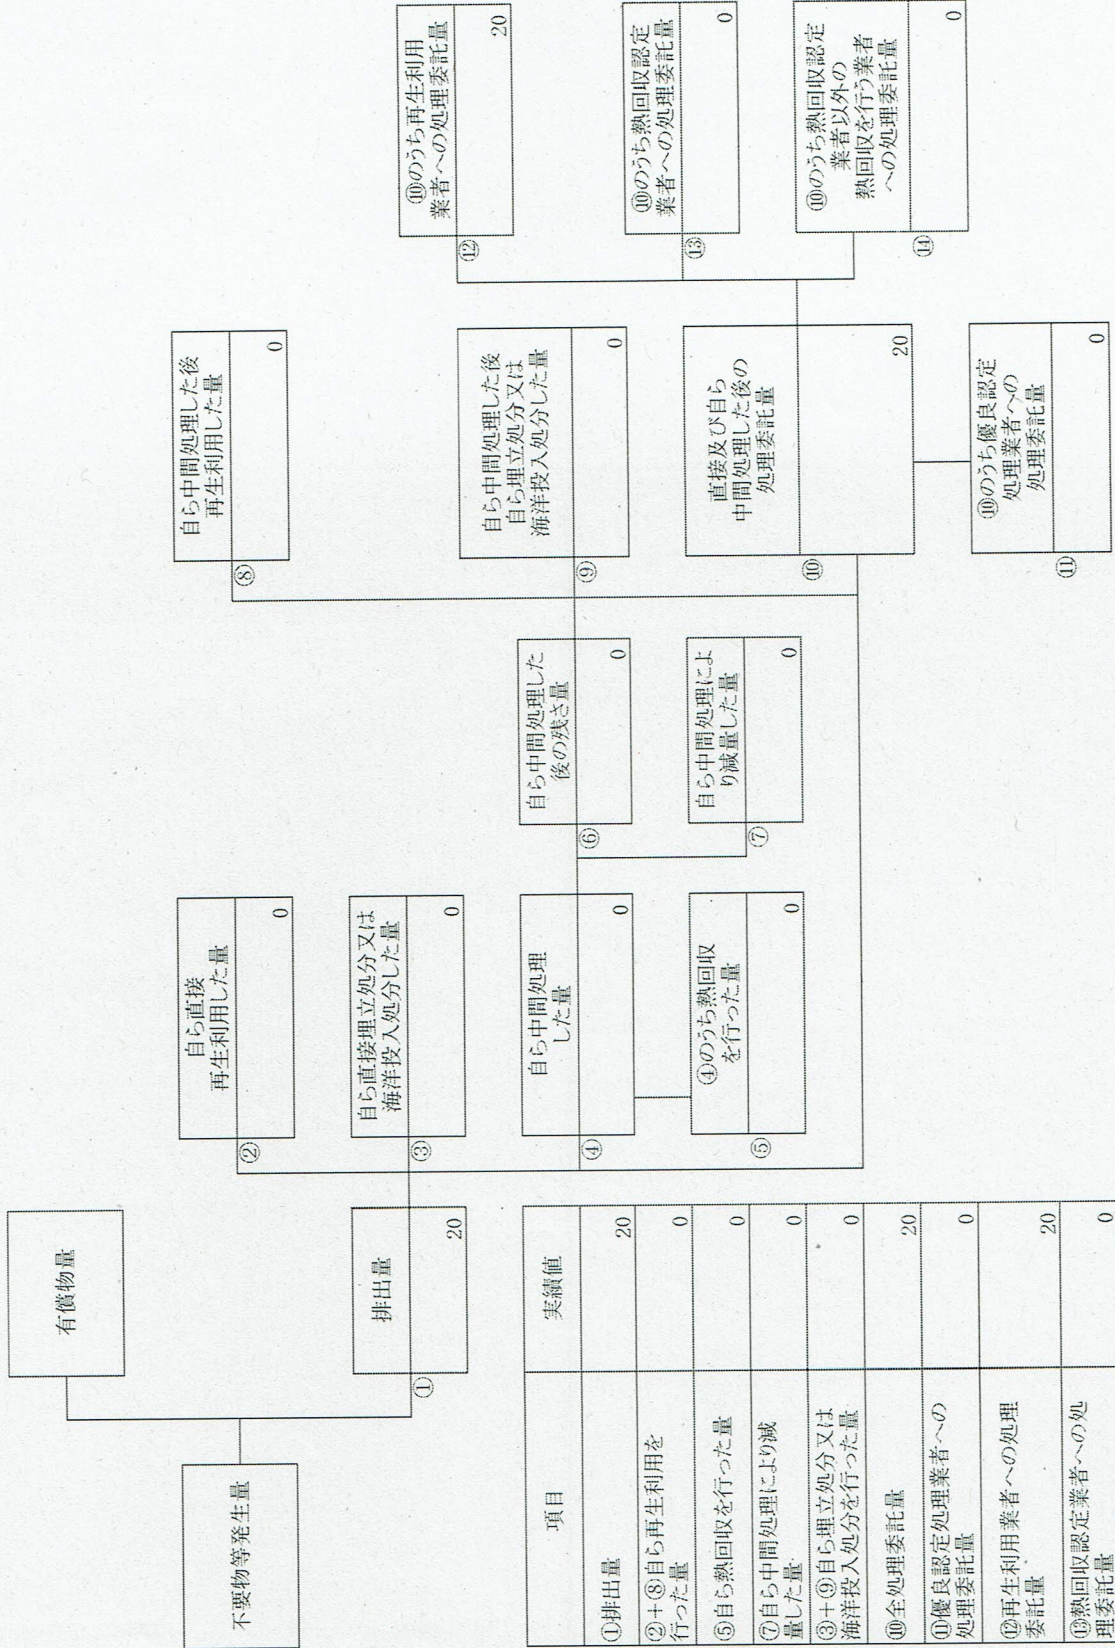 有償物量
不要物等発生量
排出量
①
20
自ら直接
再生利用した量
②
0
自ら直接埋立処分又は
海洋投入処分した量
③
0
自ら中間処理
した量
④
0
④のうち熱回収
を行った量
⑤
0
自ら中間処理した
後の残さ量
⑥
0
自ら中間処理によ
り減量した量
⑦
0
自ら中間処理した後
再生利用した量
⑧
0
自ら中間処理した後
自ら埋立処分又は
海洋投入処分した量
⑨
0
直接及び自ら
中間処理した後の
処理委託量
⑩
20
⑩のうち優良認定
処理業者への
処理委託量
⑪
0
⑩のうち再生利用
業者への処理委託量
⑫
20
⑩のうち熱回収認定
業者への処理委託量
⑬
0
⑩のうち熱回収認定
業者以外の
熱回収を行う業者
への処理委託量
⑭
0
項目 実績値
①排出量 20
②+⑧自ら再生利用を
行った量 0
⑤自ら熱回収を行った量 0
⑦自ら中間処理により減
量した量 0
③+⑨自ら埋立処分又は
海洋投入処分を行った量 0
⑩全処理委託量 20
⑪優良認定処理業者への
処理委託量 0
⑫再生利用業者への処理
委託量 20
⑬熱回収認定業者への処
理委託量 0